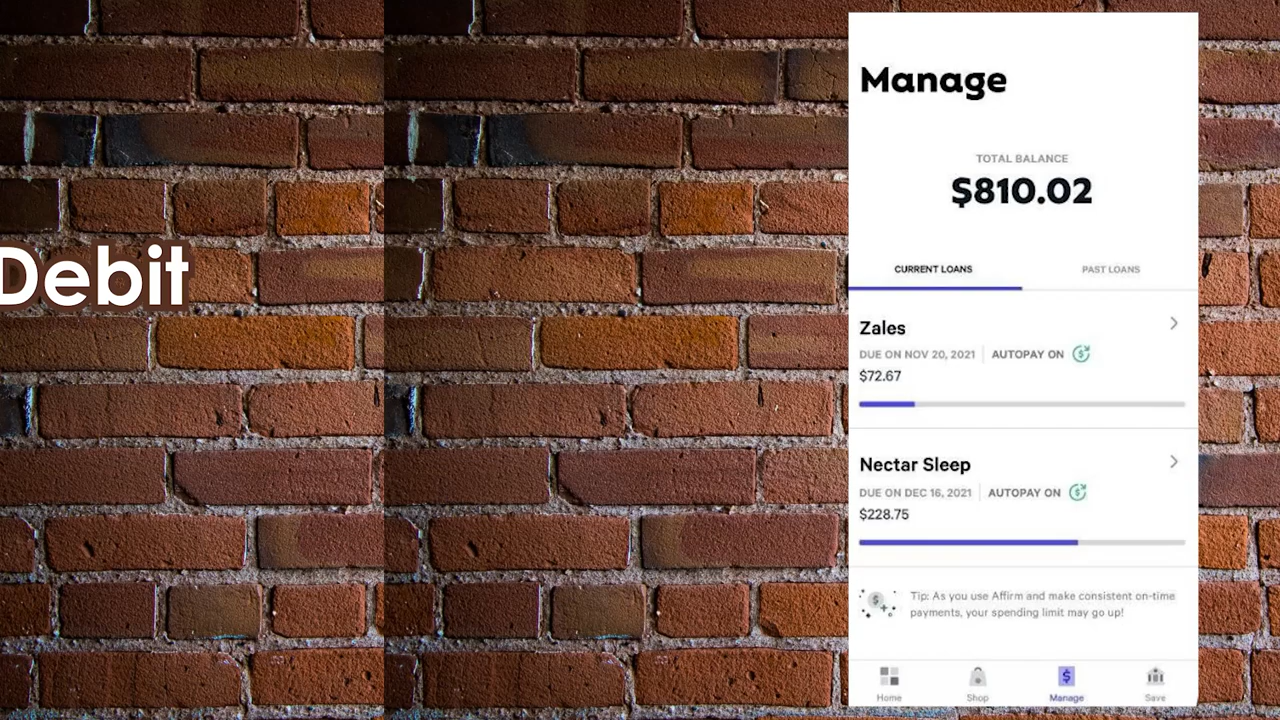 Debit
Manage
TOTAL BALANCE
$810.02
CURRENT LOANS
PAST LOANS
Zales
DUE ON NOV 20, 2021 AUTOPAY ON
$72.67
Nectar Sleep
DUE ON DEC 16, 2021 AUTOPAY ON
$228.75
Tip: As you use Affirm and make consistent on-time
payments, your spending limit may go up!
Home
Shop
Manage
Save